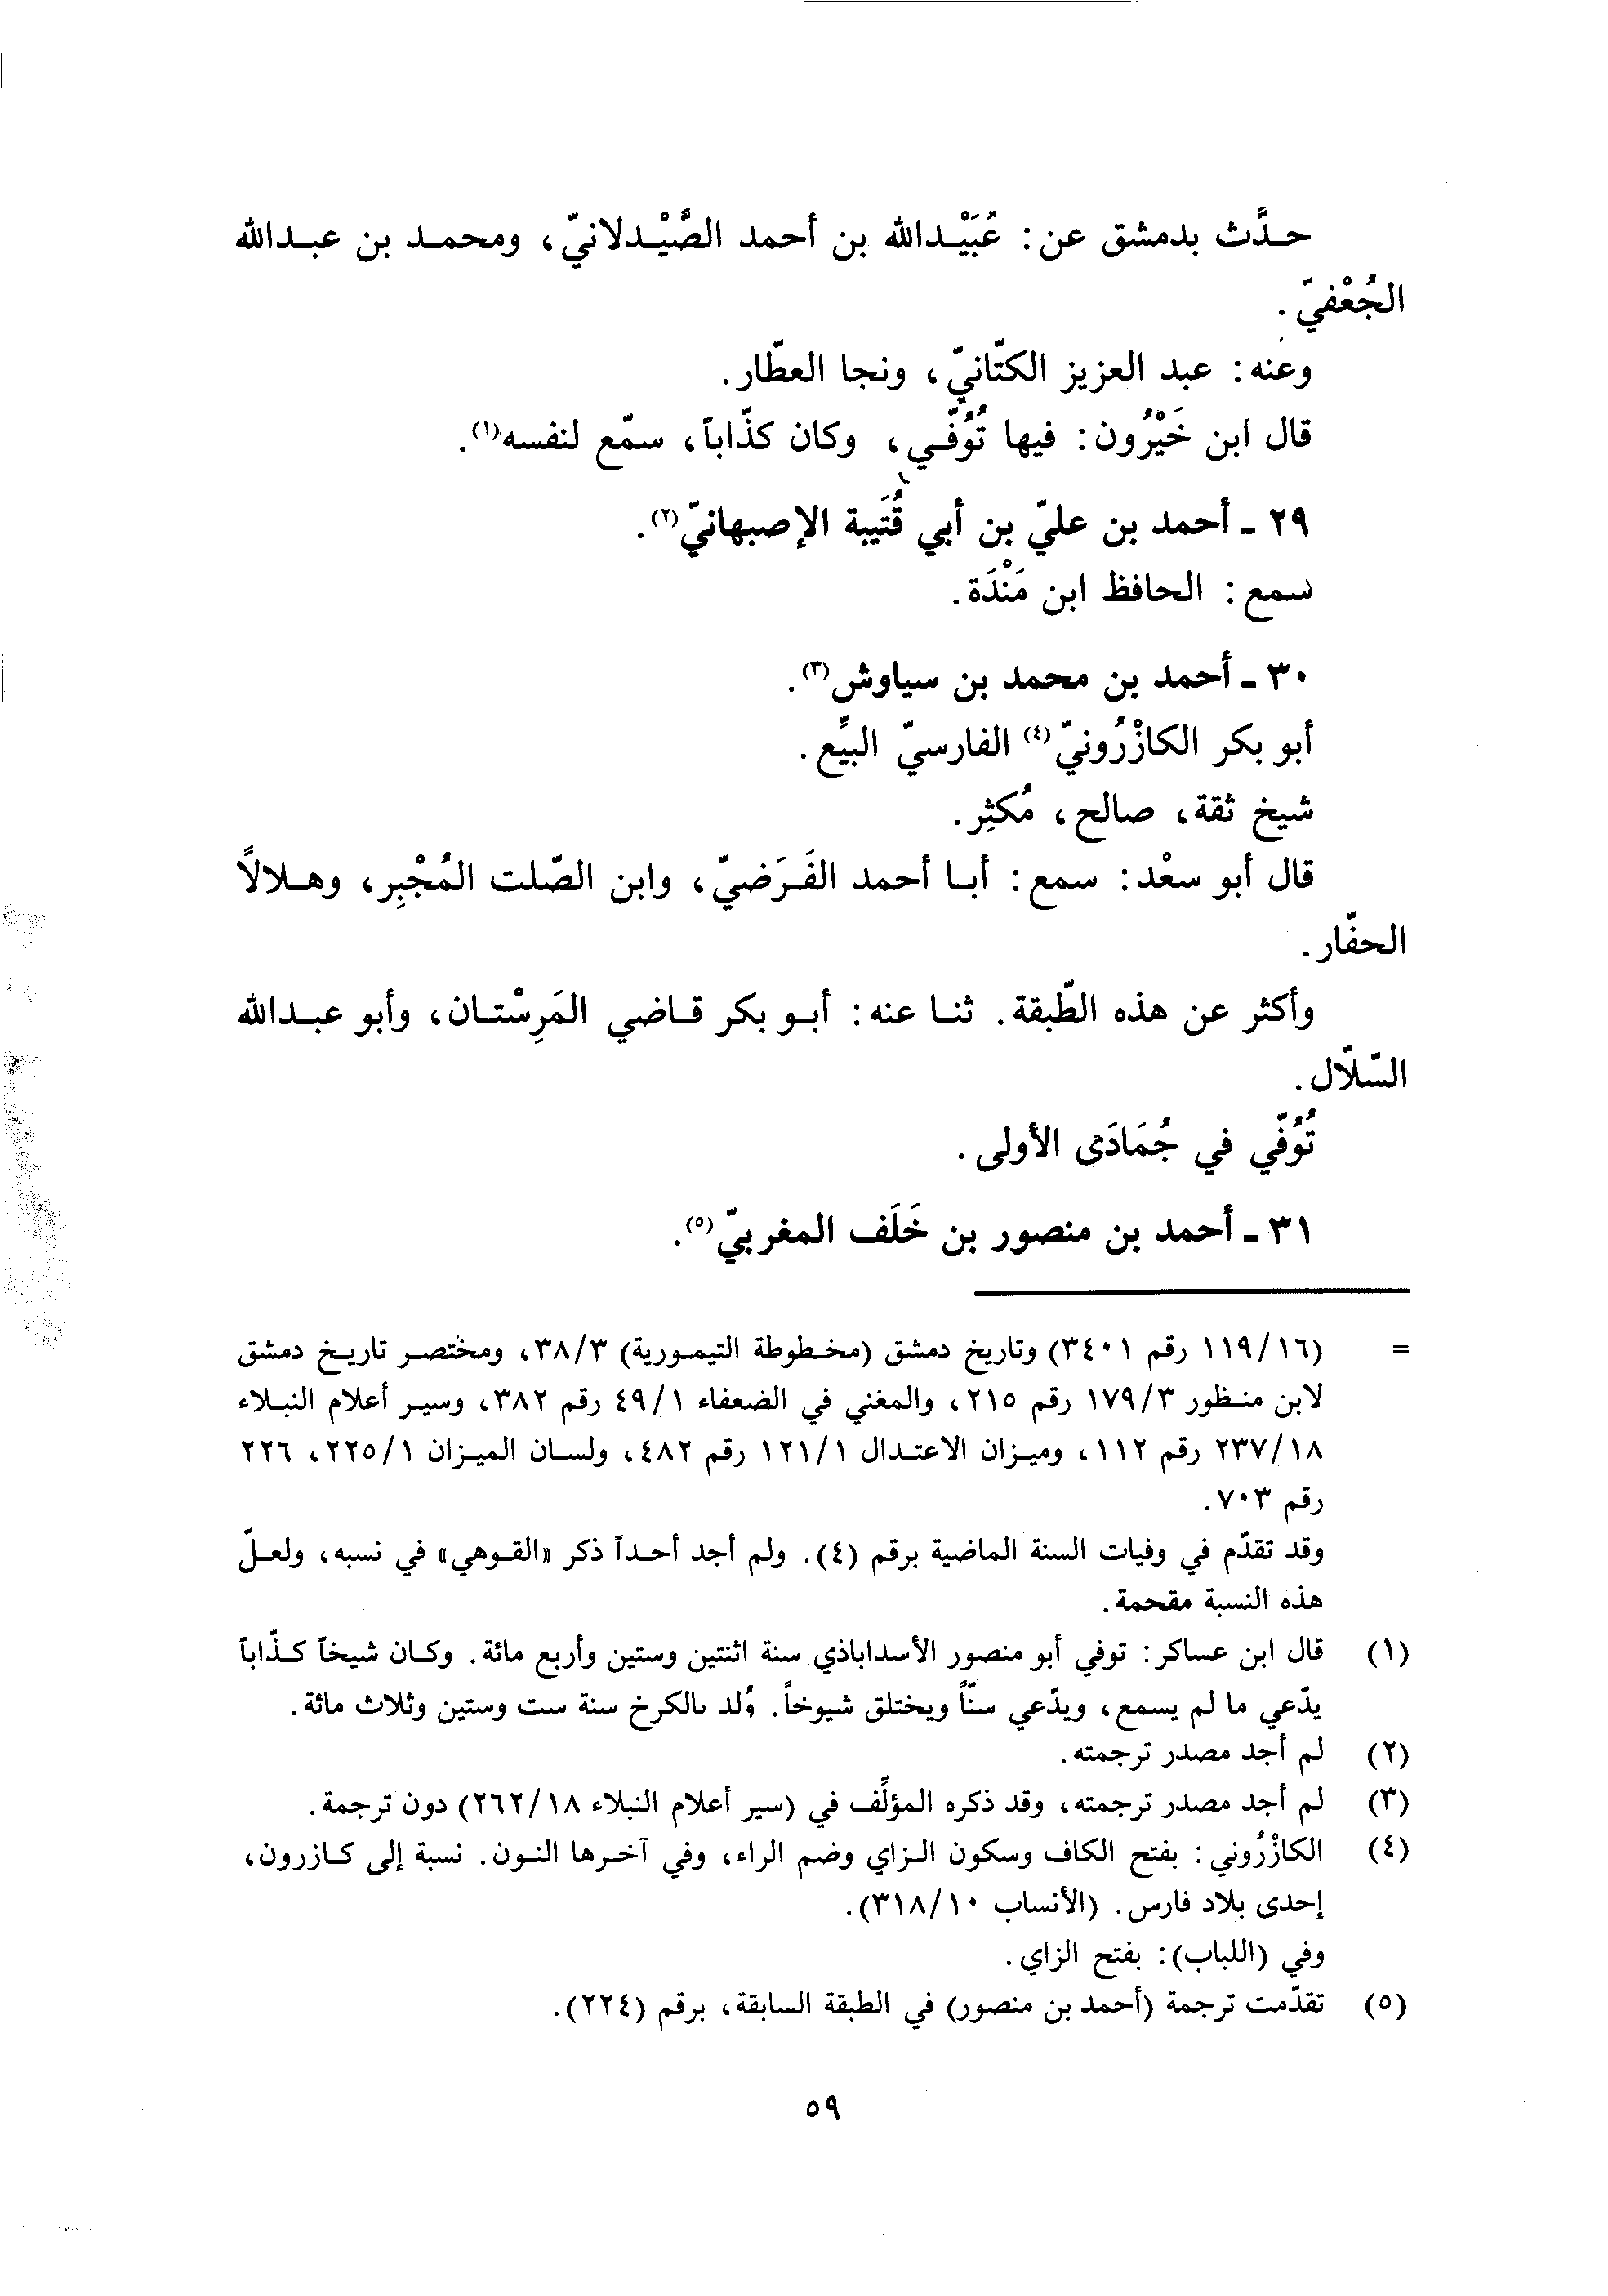 حدَّث بدمشق عن: عُبَيْدالله بن أحمد الصَّيْدلانيّ، ومحمد بن عبدالله
الجُعْفيّ.
وعنه: عبد العزيز الكتّانيّ، ونجا العطّار.
قال ابن خَيْرُون: فيها تُوُفّي، وكان كذّاباً، سمّع لنفسه(١).
٢٩ ـ أحمد بن عليّ بن أبي قُتَيبة الإصبهانيّ(٢).
سمع: الحافظ ابن مَنْدَة.
٣٠ ـ أحمد بن محمد بن سياوش(٣).
أبو بكر الكازْرُونيّ(٤) الفارسيّ البيِّع.
شيخ ثقة، صالح، مُكثِر.
قال أبو سعْد: سمع: أبا أحمد الفَرَضيّ، وابن الصّلت المُجْبِر، وهلالاً
الحفّار.
وأكثر عن هذه الطّبقة. ثنا عنه: أبو بكر قاضي المَرِسْتان، وأبو عبدالله
السّلّال.
تُوُفّي في جُمَادَى الأولى.
٣١ ـ أحمد بن منصور بن خَلَف المغربيّ(٥).
= (١١٩/١٦ رقم ٣٤٠١) وتاريخ دمشق (مخطوطة التيمورية) ٣٨/٣، ومختصر تاريخ دمشق
لابن منظور ١٧٩/٣ رقم ٢١٥، والمغني في الضعفاء ٤٩/١ رقم ٣٨٢، وسير أعلام النبلاء
٢٣٧/١٨ رقم ١١٢، وميزان الاعتدال ١٢١/١ رقم ٤٨٢، ولسان الميزان ٢٢٥/١، ٢٢٦
رقم ٧٠٣.
وقد تقدّم في وفيات السنة الماضية برقم (٤). ولم أجد أحداً ذكر «القوهي» في نسبه، ولعلّ
هذه النسبة مقحمة.
(١) قال ابن عساكر: توفي أبو منصور الأسداباذي سنة اثنتين وستين وأربع مائة. وكان شيخاً كذّاباً
يدّعي ما لم يسمع، ويدّعي سنّاً ويختلق شيوخاً. وُلد بالكرخ سنة ست وستين وثلاث مائة.
(٢) لم أجد مصدر ترجمته.
(٣) لم أجد مصدر ترجمته، وقد ذكره المؤلّف في (سير أعلام النبلاء ٢٦٢/١٨) دون ترجمة.
(٤) الكازْرُوني: بفتح الكاف وسكون الزاي وضم الراء، وفي آخرها النون. نسبة إلى كازرون،
إحدى بلاد فارس. (الأنساب ٣١٨/١٠).
وفي (اللباب): بفتح الزاي.
(٥) تقدّمت ترجمة (أحمد بن منصور) في الطبقة السابقة، برقم (٢٢٤).
٥٩